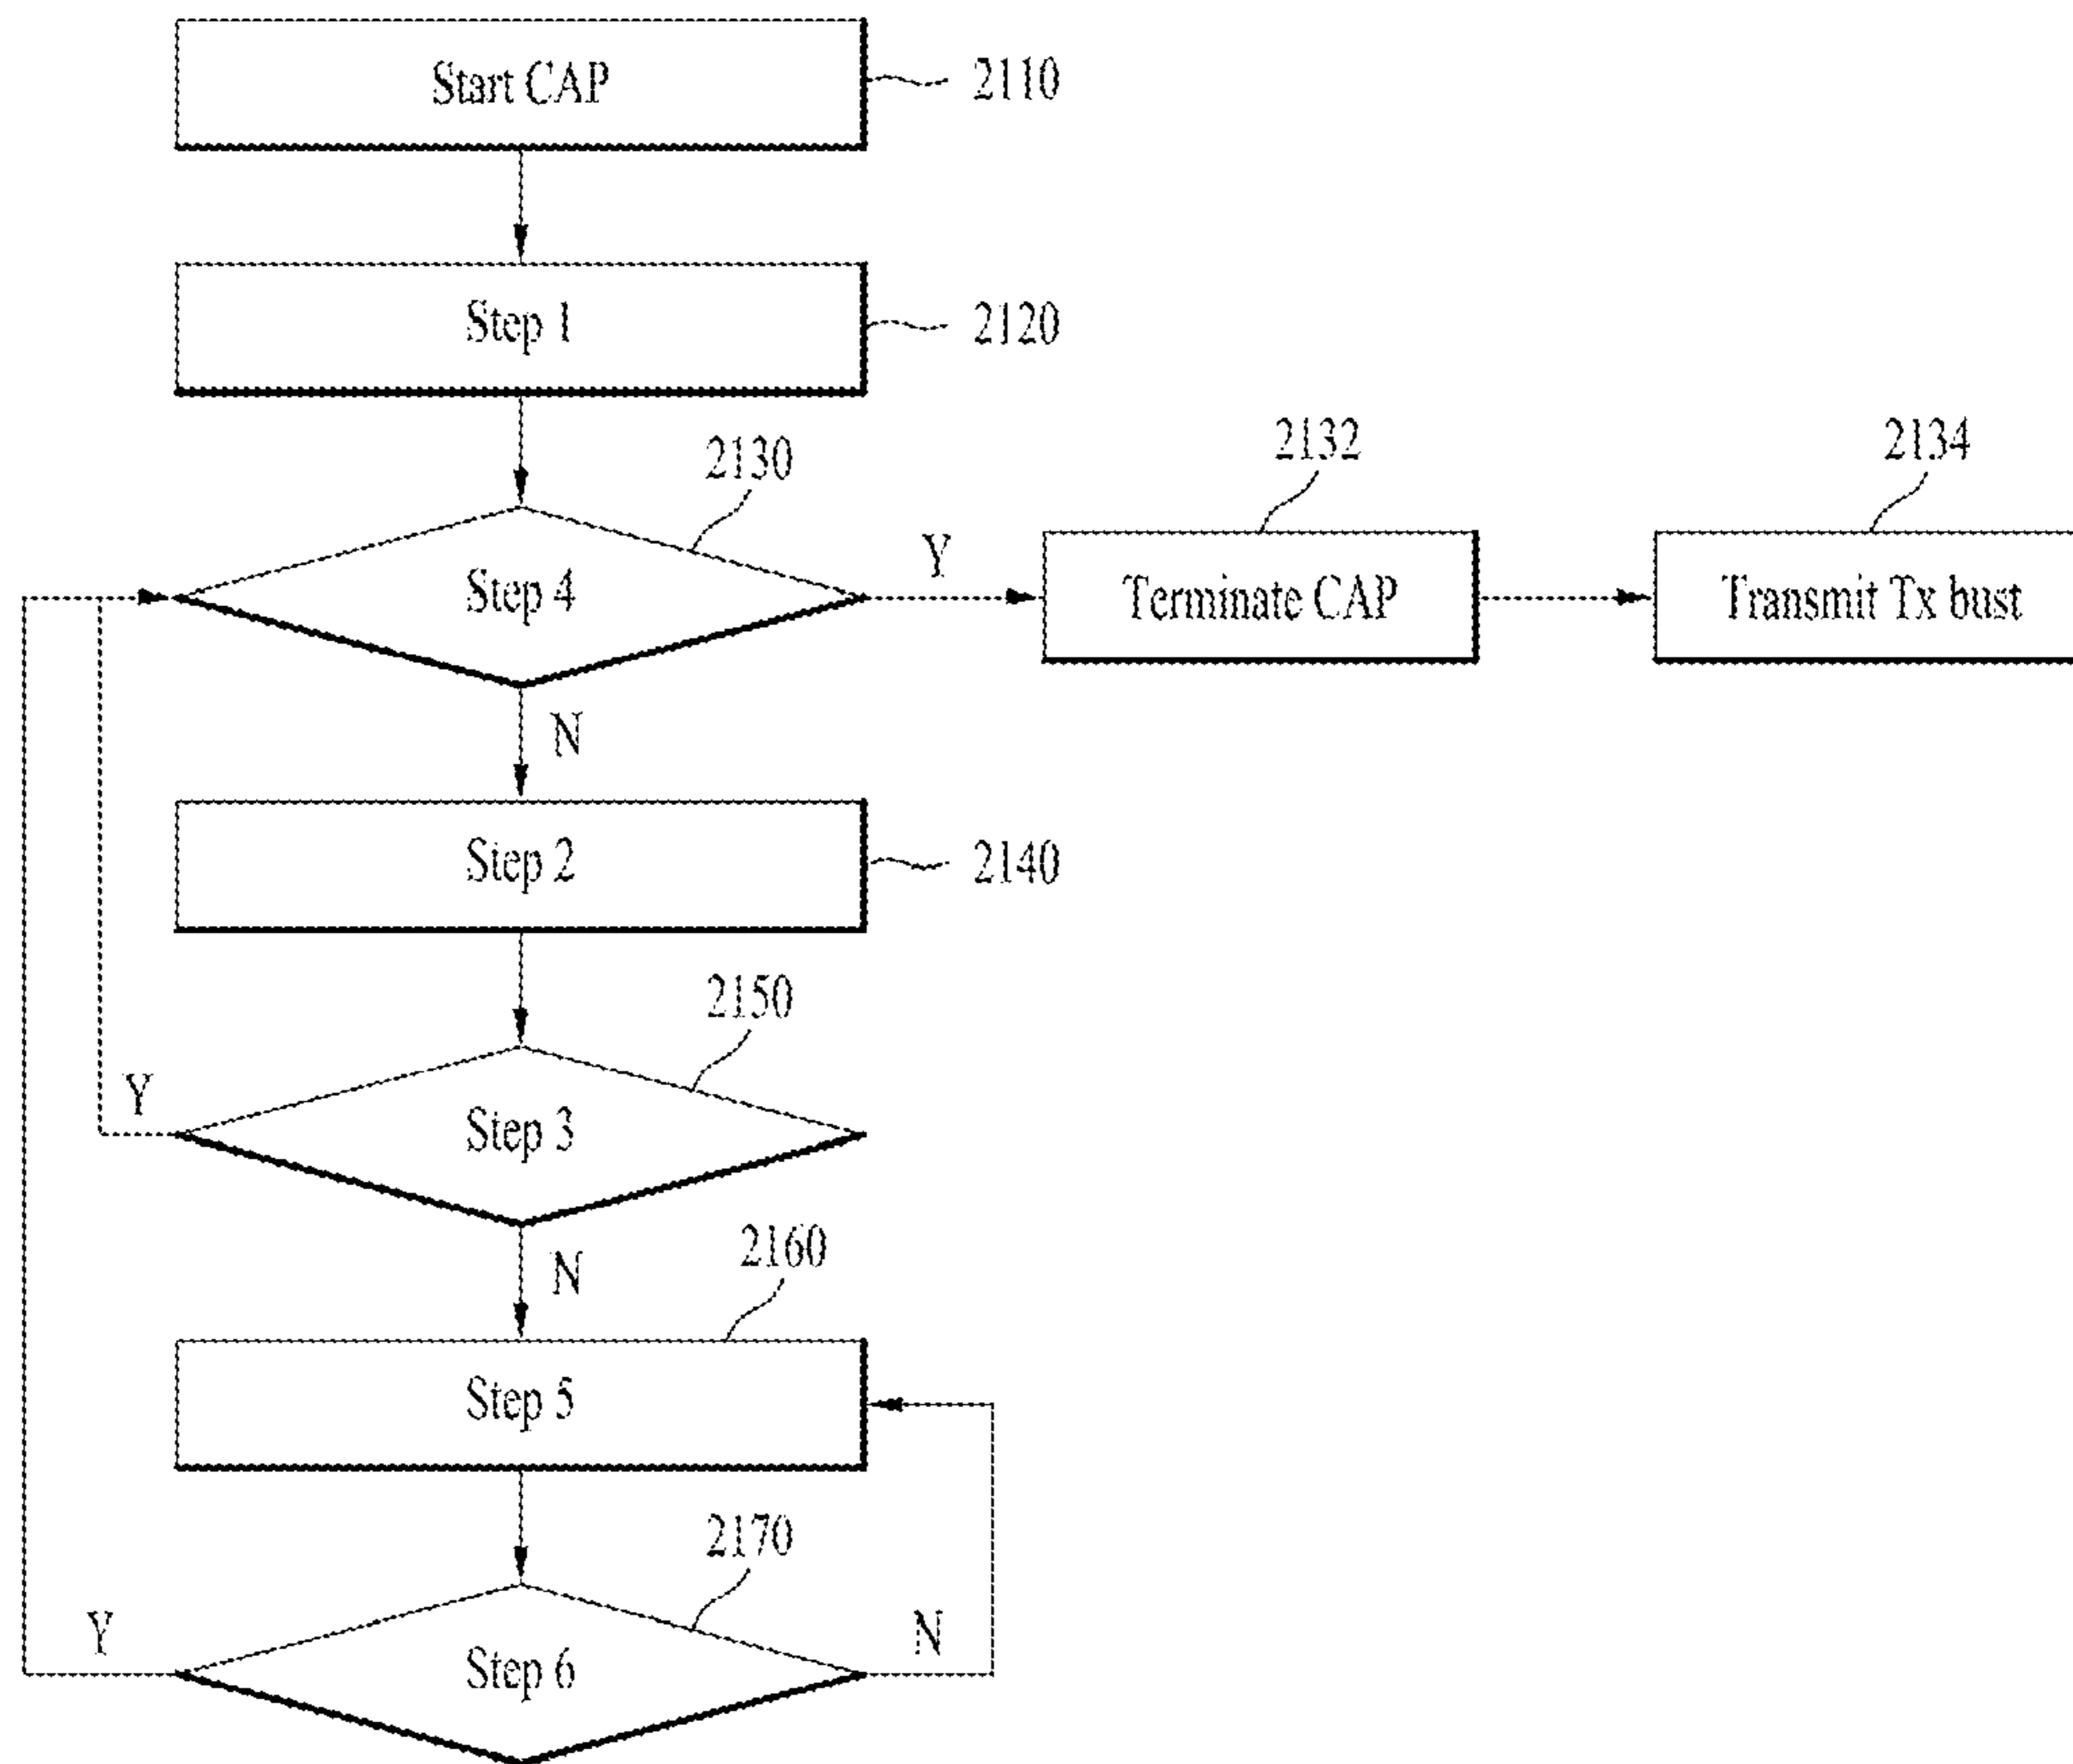 Start CAP
2110
Step 1
2120
2130
2132
2134
Step 4
Y
Terminate CAP
Transmit Tx bust
N
Step 2
2140
2150
Y
Step 3
N
2160
Step 5
2170
Y
N
Step 6